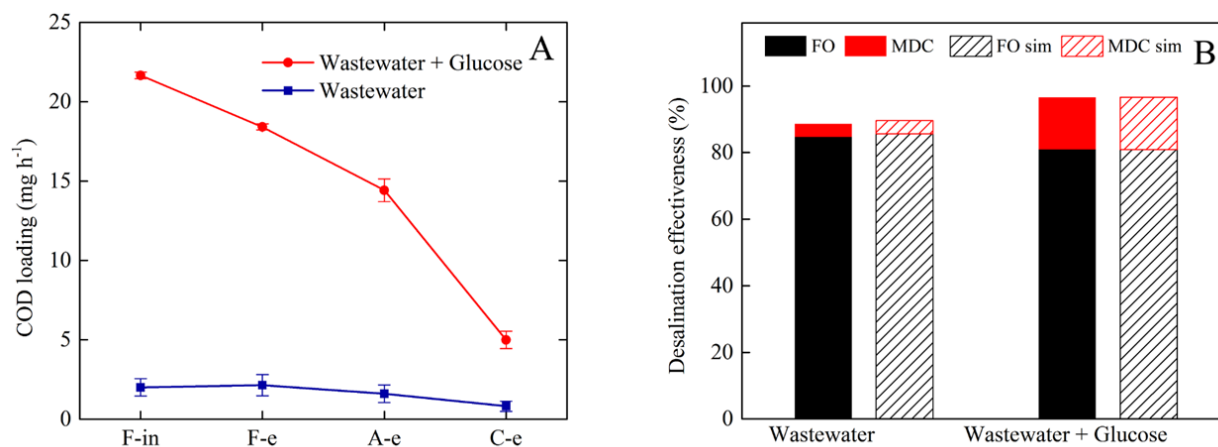 25
20
15
10
5
0
COD loading (mg h⁻¹)
A
Wastewater + Glucose
Wastewater
F-in F-e A-e C-e
B
FO MDC FO sim MDC sim
100
80
60
40
20
0
Desalination effectiveness (%)
Wastewater Wastewater + Glucose